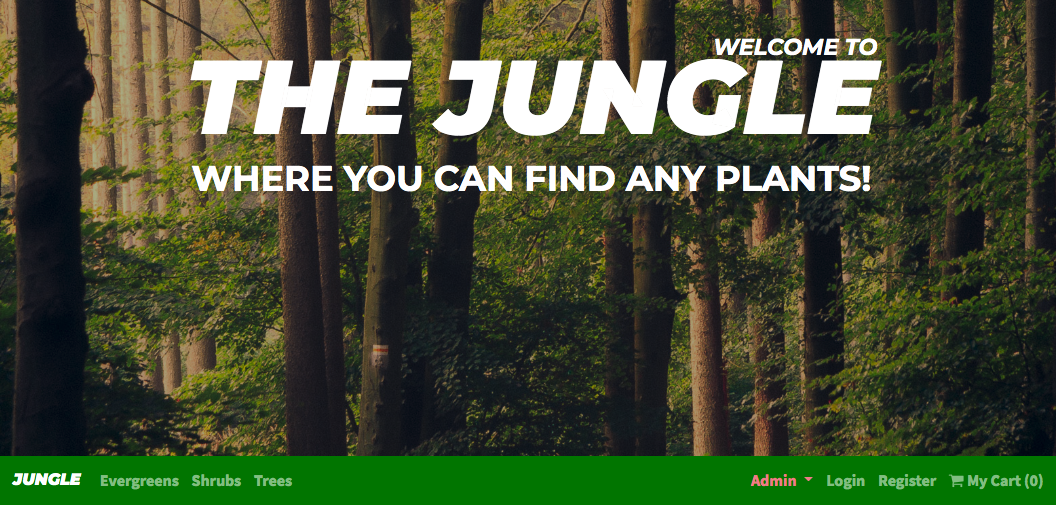 WELCOME TO
THE JUNGLE
WHERE YOU CAN FIND ANY PLANTS!
JUNGLE Evergreens Shrubs Trees Admin Login Register My Cart (0)